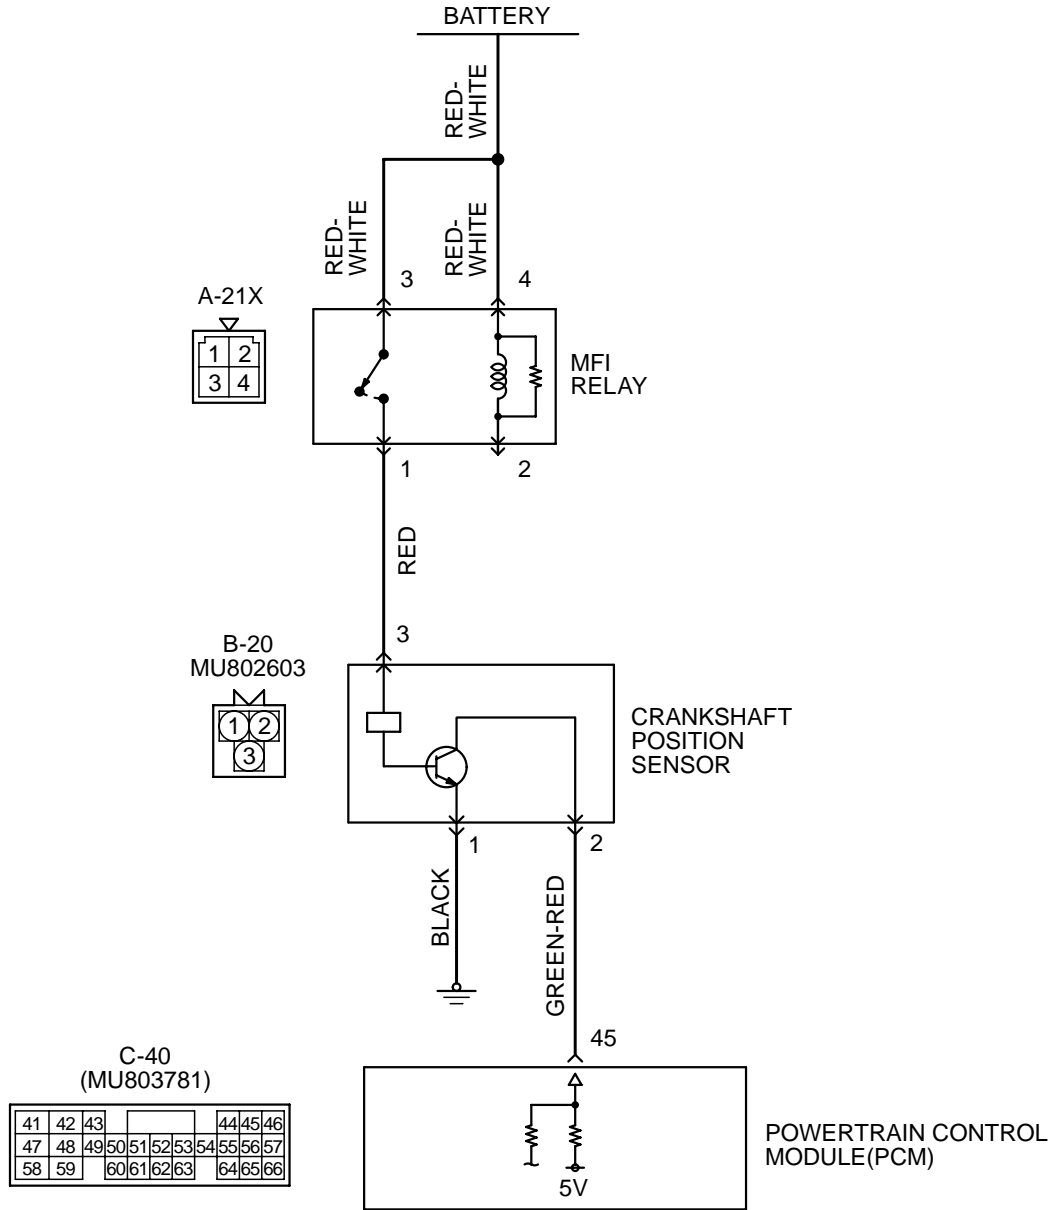 BATTERY
RED-
WHITE
RED-
WHITE
RED-
WHITE
3
4
A-21X
1 2
3 4
MFI
RELAY
1
2
RED
3
B-20
MU802603
1 2
3
CRANKSHAFT
POSITION
SENSOR
1
2
BLACK
GREEN-RED
45
C-40
(MU803781)
41 42 43 44 45 46
47 48 49 50 51 52 53 54 55 56 57
58 59 60 61 62 63 64 65 66
5V
POWERTRAIN CONTROL
MODULE(PCM)